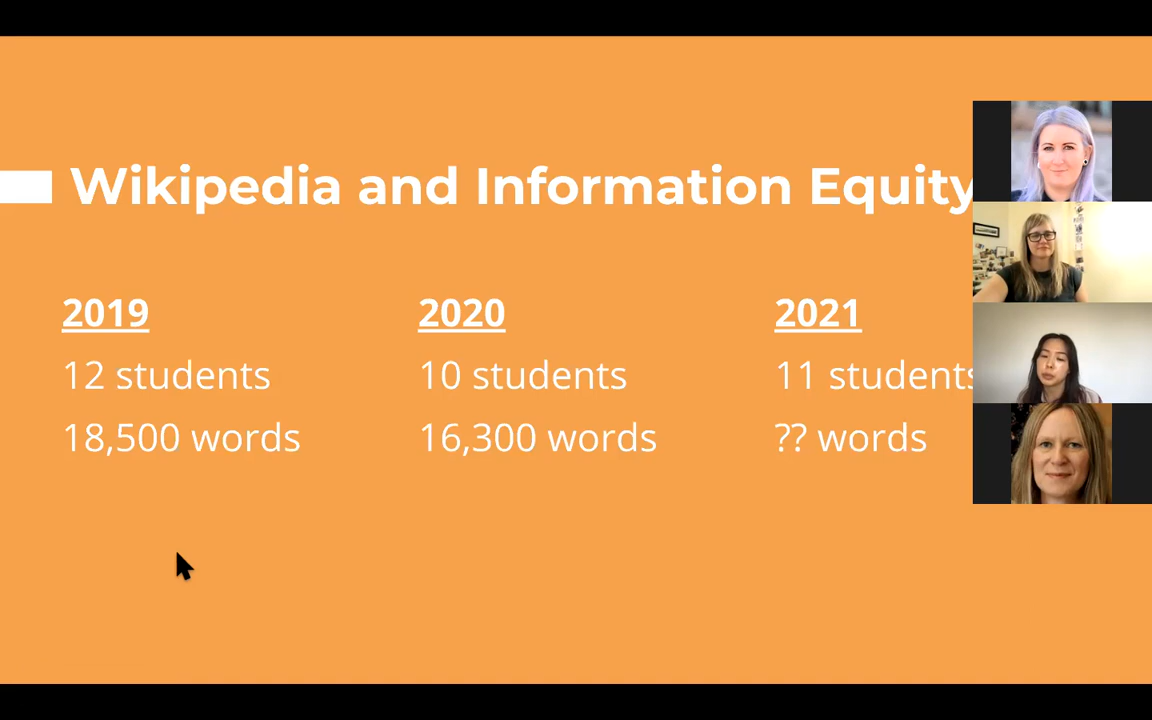 Wikipedia and Information Equity
2019
12 students
18,500 words
2020
10 students
16,300 words
2021
11 students
?? words